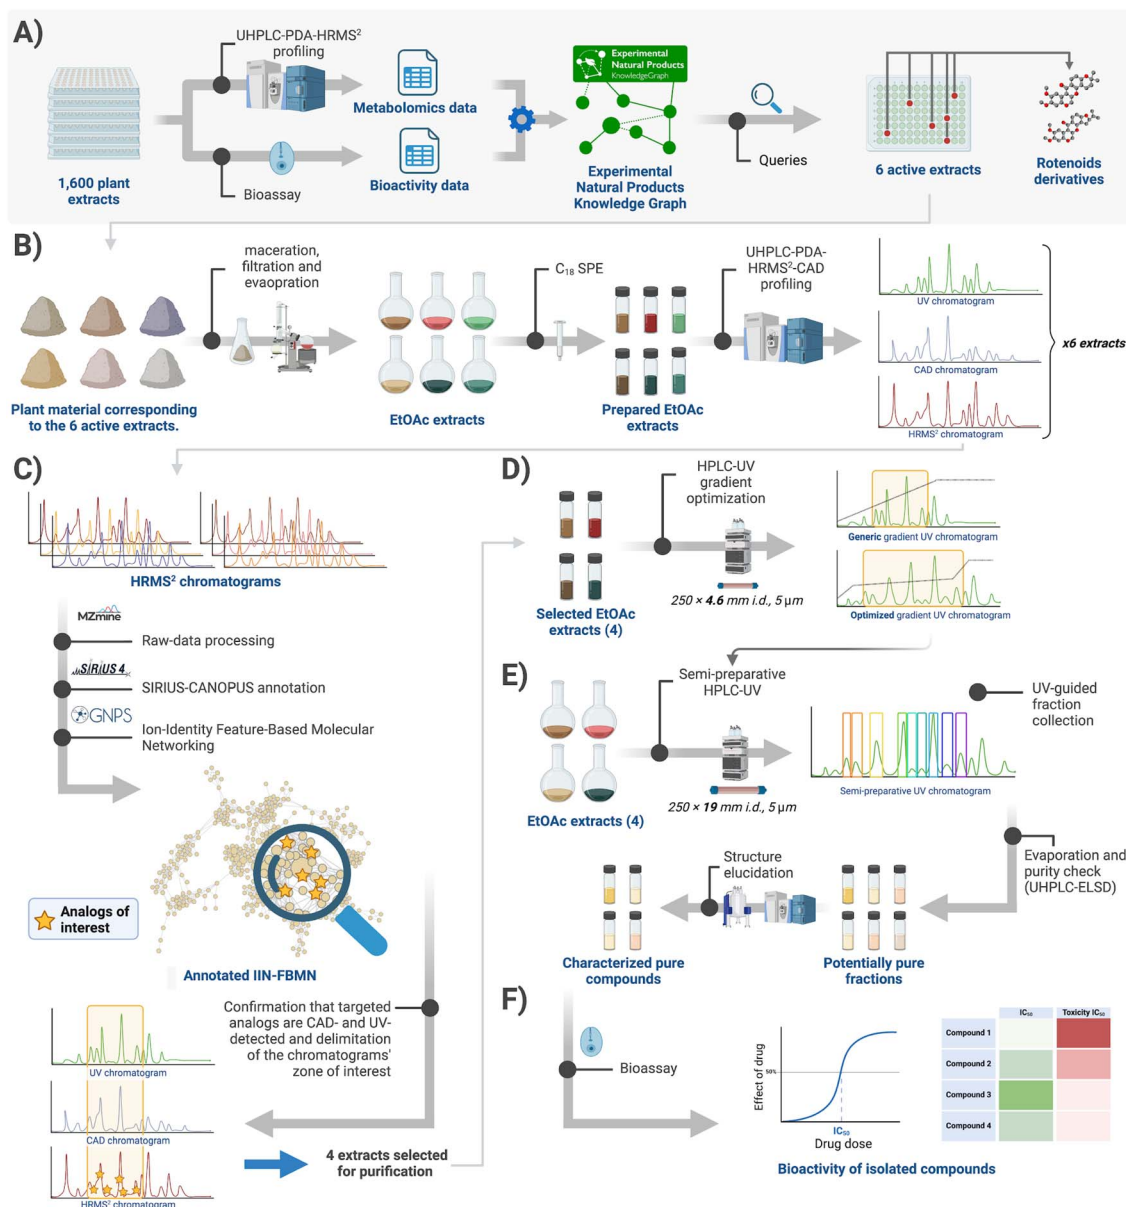 A)
UHPLC-PDA-HRMS²
profiling
Metabolomics data
1,600 plant
extracts
Bioassay
Bioactivity data
Experimental
Natural Products
KnowledgeGraph
Experimental
Natural Products
Knowledge Graph
Queries
6 active extracts
Rotenoids
derivatives
B)
maceration,
filtration and
evaopration
C₁₈ SPE
UHPLC-PDA-
HRMS²-CAD
profiling
UV chromatogram
CAD chromatogram
HRMS² chromatogram
x6 extracts
Plant material corresponding
to the 6 active extracts.
EtOAc extracts
Prepared EtOAc
extracts
C)
HRMS² chromatograms
MZmine
Raw-data processing
SIRIUS 4
SIRIUS-CANOPUS annotation
GNPS
Ion-Identity Feature-Based Molecular
Networking
Analogs of
interest
Annotated IIN-FBMN
Confirmation that targeted
analogs are CAD- and UV-
detected and delimitation
of the chromatograms'
zone of interest
UV chromatogram
CAD chromatogram
HRMS² chromatogram
4 extracts selected
for purification
D)
HPLC-UV
gradient
optimization
250 × 4.6 mm i.d., 5 µm
Selected EtOAc
extracts (4)
Generic gradient UV chromatogram
Optimized gradient UV chromatogram
E)
Semi-preparative
HPLC-UV
250 × 19 mm i.d., 5 µm
EtOAc extracts (4)
UV-guided
fraction
collection
Semi-preparative UV chromatogram
Evaporation and
purity check
(UHPLC-ELSD)
Structure
elucidation
Characterized pure
compounds
Potentially pure
fractions
F)
Bioassay
Effect of drug
50%
IC₅₀
Drug dose
IC₅₀
Toxicity IC₅₀
Compound 1
Compound 2
Compound 3
Compound 4
Bioactivity of isolated compounds